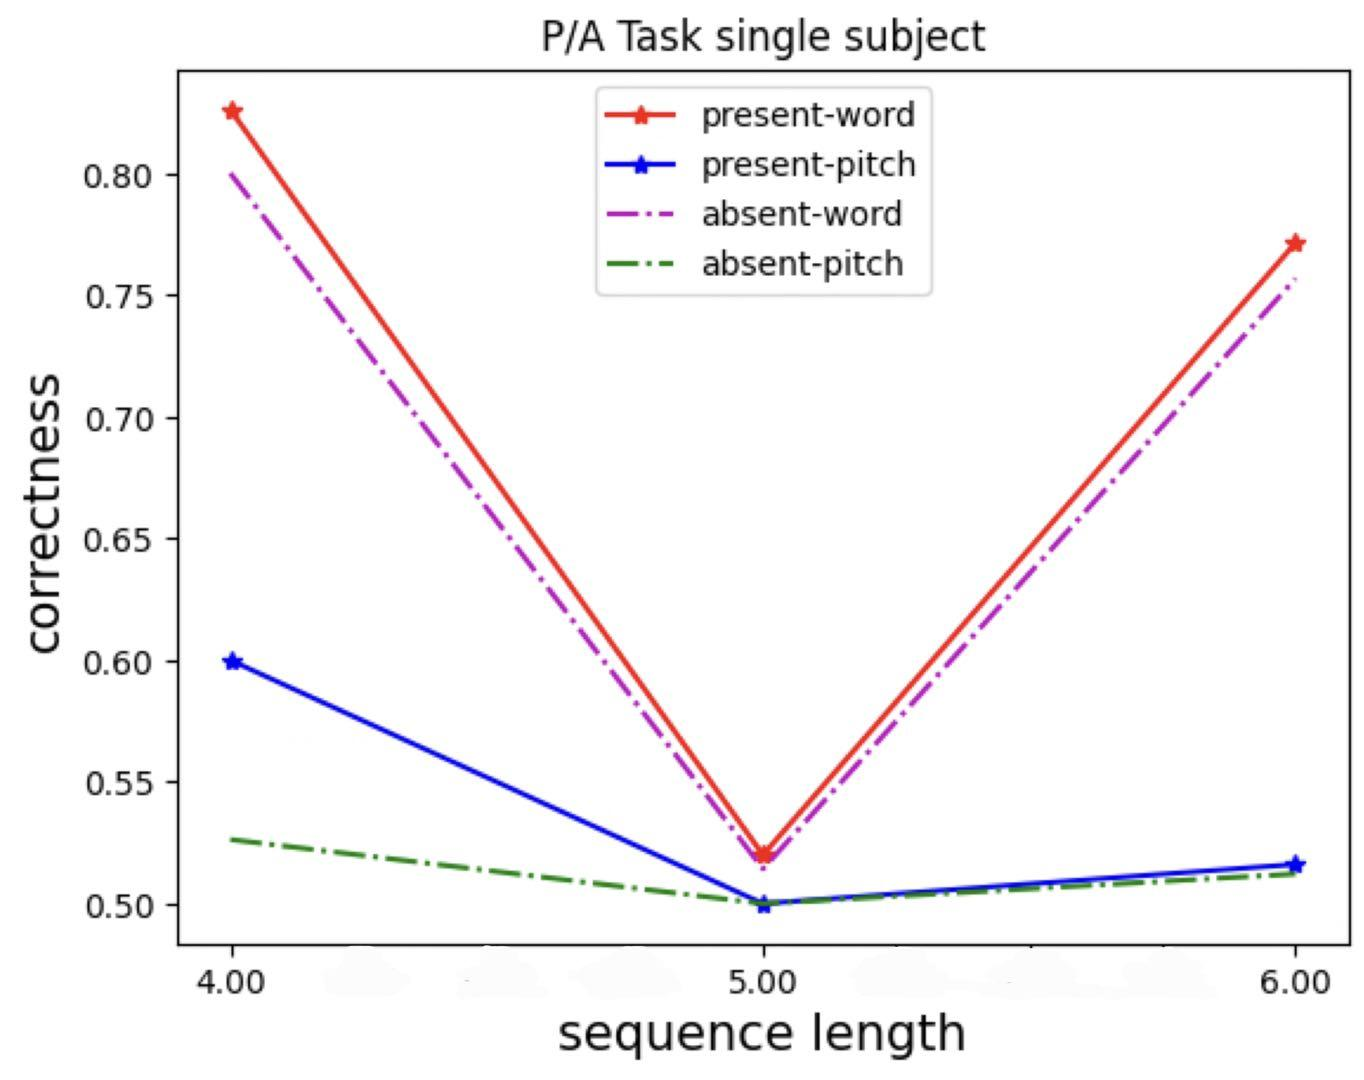 P/A Task single subject
present-word
present-pitch
absent-word
absent-pitch
correctness
0.80
0.75
0.70
0.65
0.60
0.55
0.50
4.00 5.00 6.00
sequence length